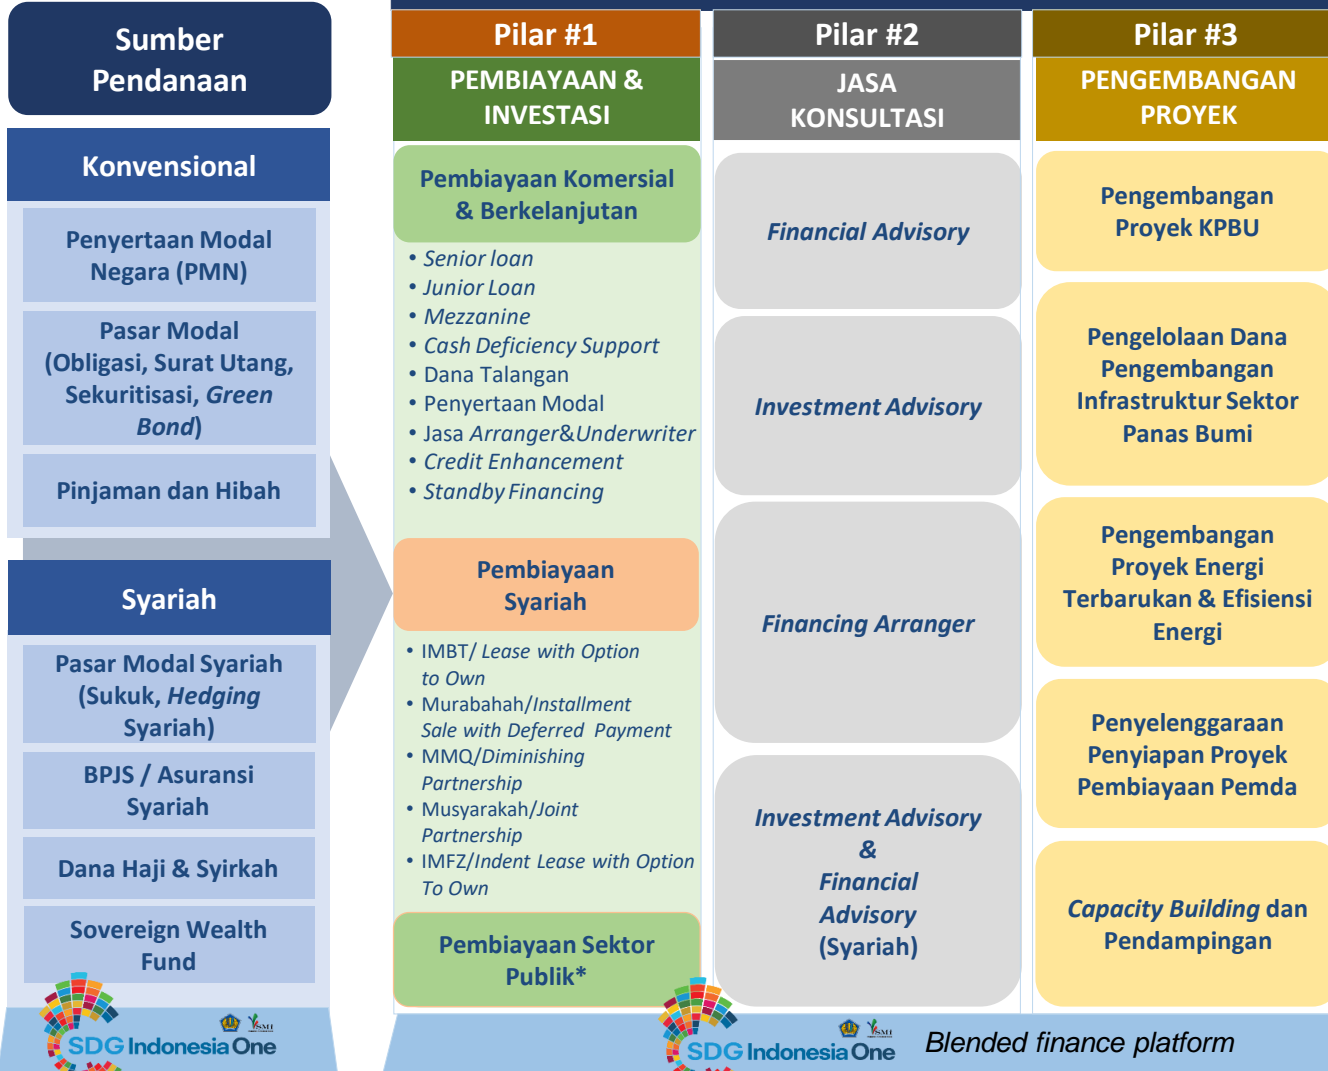 Sumber
Pendanaan
Konvensional
Penyertaan Modal
Negara (PMN)
Pasar Modal
(Obligasi, Surat Utang,
Sekuritisasi, Green
Bond)
Pinjaman dan Hibah
Syariah
Pasar Modal Syariah
(Sukuk, Hedging
Syariah)
BPJS / Asuransi
Syariah
Dana Haji & Syirkah
Sovereign Wealth
Fund
SDG Indonesia One
Pilar #1
PEMBIAYAAN &
INVESTASI
Pembiayaan Komersial
& Berkelanjutan
• Senior loan
• Junior Loan
• Mezzanine
• Cash Deficiency Support
• Dana Talangan
• Penyertaan Modal
• Jasa Arranger&Underwriter
• Credit Enhancement
• Standby Financing
Pembiayaan
Syariah
• IMBT/ Lease with Option
to Own
• Murabahah/Installment
Sale with Deferred Payment
• MMQ/Diminishing
Partnership
• Musyarakah/Joint
Partnership
• IMFZ/Indent Lease with Option
To Own
Pembiayaan Sektor
Publik*
Pilar #2
JASA
KONSULTASI
Financial Advisory
Investment Advisory
Financing Arranger
Investment Advisory
&
Financial
Advisory
(Syariah)
Pilar #3
PENGEMBANGAN
PROYEK
Pengembangan
Proyek KPBU
Pengelolaan Dana
Pengembangan
Infrastruktur Sektor
Panas Bumi
Pengembangan
Proyek Energi
Terbarukan & Efisiensi
Energi
Penyelenggaraan
Penyiapan Proyek
Pembiayaan Pemda
Capacity Building dan
Pendampingan
SDG Indonesia One
Blended finance platform